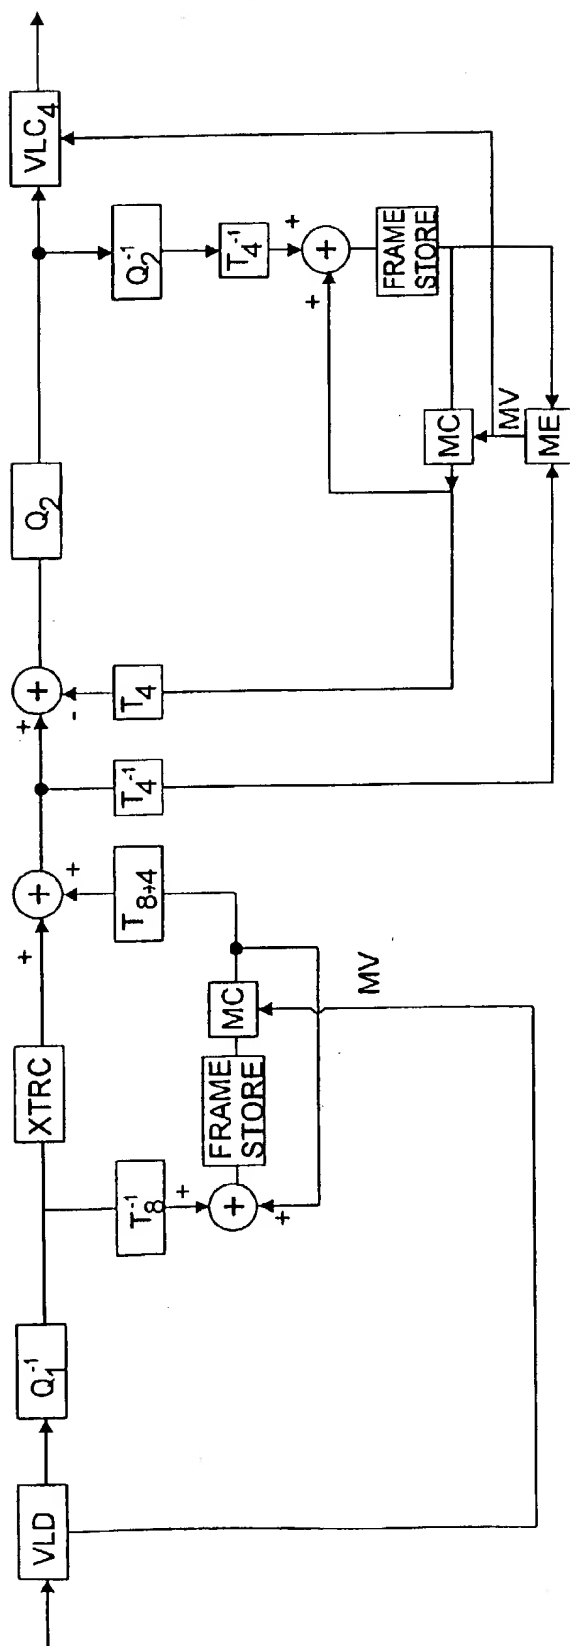 VLD
Q₁⁻¹
XTRC
+
+
+
+
-
Q₂
VLC₄
T₈⁻¹
+
+
+
FRAME
STORE
MC
MV
T₈→₄
T₄⁻¹
T₄
+
Q₂⁻¹
T₄⁻¹
+
+
+
FRAME
STORE
MC
MV
ME